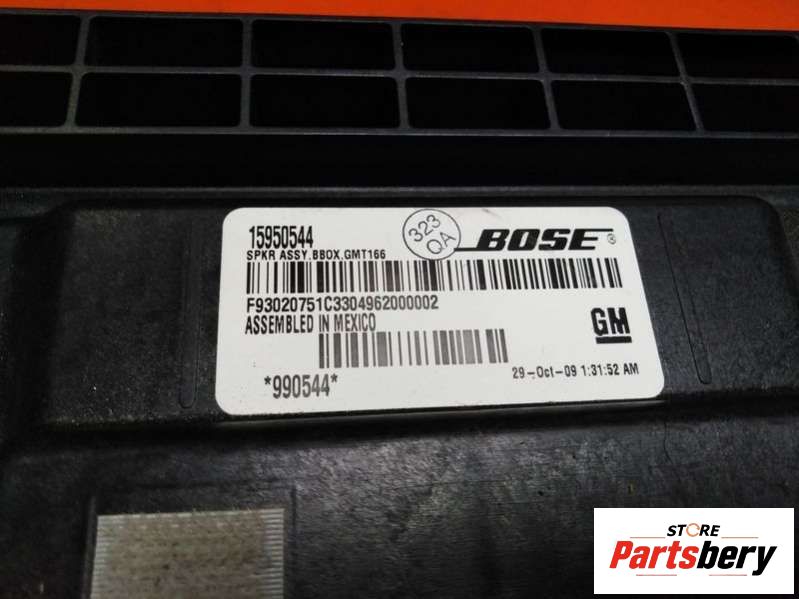 15950544
323
QA
BOSE ®
SPKR ASSY.BBOX.GMT166
F93020751C3304962000002
ASSEMBLED IN MEXICO
GM
29-Oct-09 1:31:52 AM
*990544*
STORE
Partsbery